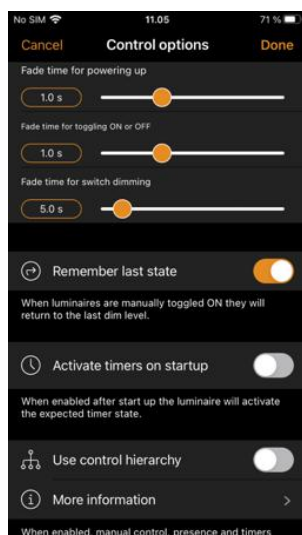 No SIM 11.05 71 %
Cancel Control options Done
Fade time for powering up
1.0 s
Fade time for toggling ON or OFF
1.0 s
Fade time for switch dimming
5.0 s
Remember last state
When luminaires are manually toggled ON they will
return to the last dim level.
Activate timers on startup
When enabled after start up the luminaire will activate
the expected timer state.
Use control hierarchy
More information
When enabled, manual control, presence and timers